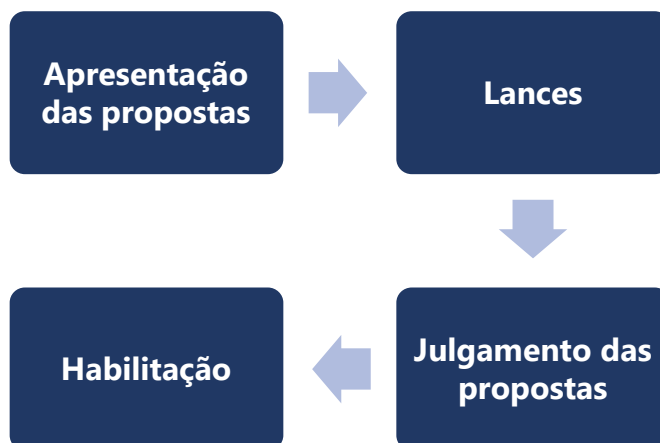 Apresentação
das propostas
Lances
Julgamento das
propostas
Habilitação